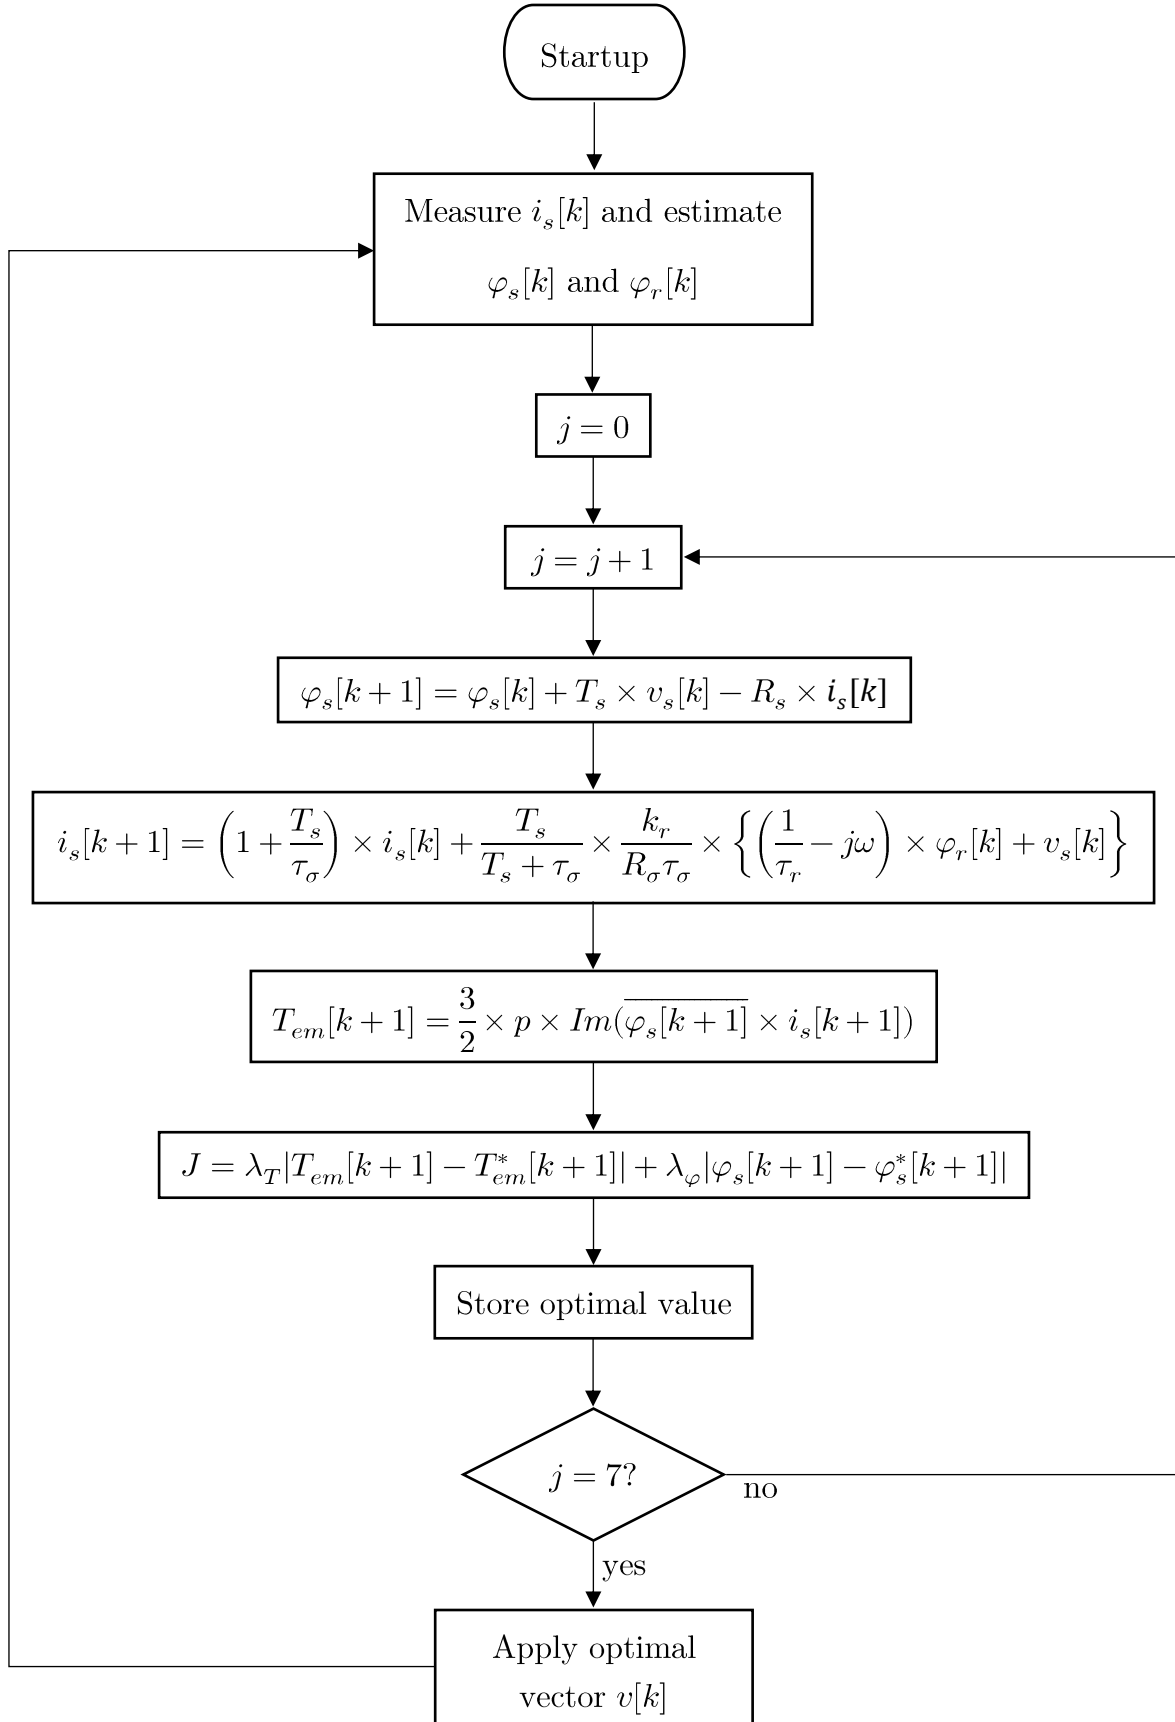 Startup
Measure i_s[k] and estimate
φ_s[k] and φ_r[k]
j = 0
j = j + 1
φ_s[k + 1] = φ_s[k] + T_s × v_s[k] − R_s × i_s[k]
i_s[k + 1] = (1 + T_s/τ_σ) × i_s[k] + T_s/(T_s + τ_σ) × k_r/(R_σ τ_σ) × {(1/τ_r − jω) × φ_r[k] + v_s[k]}
T_em[k + 1] = 3/2 × p × Im(\overline{φ_s[k + 1]} × i_s[k + 1])
J = λ_T|T_em[k + 1] − T*_em[k + 1]| + λ_φ|φ_s[k + 1] − φ*_s[k + 1]|
Store optimal value
j = 7?
no
yes
Apply optimal
vector v[k]